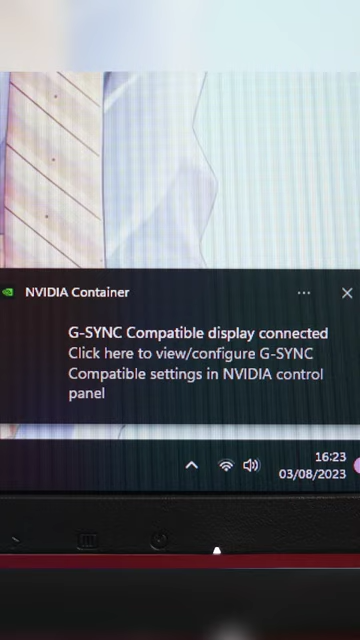 NVIDIA Container
G-SYNC Compatible display connected
Click here to view/configure G-SYNC
Compatible settings in NVIDIA control
panel
16:23
03/08/2023